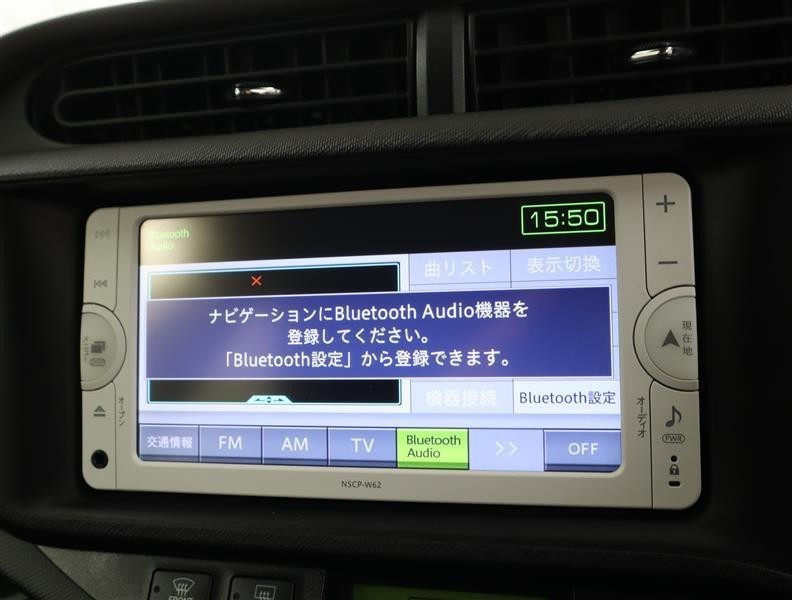 Bluetooth
Audio
15:50
曲リスト
表示切換
ナビゲーションにBluetooth Audio機器を
登録してください。
「Bluetooth設定」から登録できます。
機器接続
Bluetooth設定
交通情報
FM
AM
TV
Bluetooth
Audio
>>
OFF
メニュー
オープン
現在地
オーディオ
PWR
NSCP-W62
FRONT